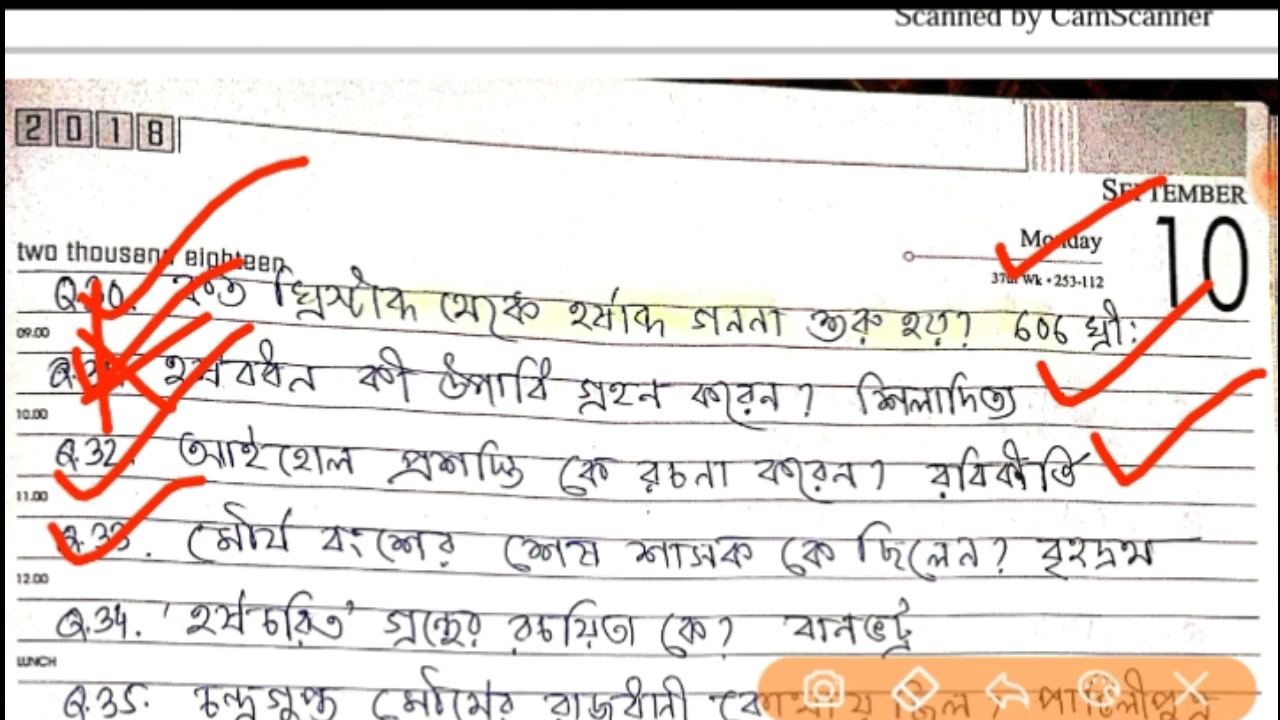 Scanned by CamScanner
2018
SEPTEMBER
two thousand eighteen
Monday
10
37th Wk • 253-112
Q.30. কত খ্রিস্টাব্দ থেকে হর্ষাব্দ গননা শুরু হয়? 606 খ্রী:
09.00
Q.31. হর্ষবর্ধন কী উপাধি গ্রহন করেন? শিলাদিত্য
10.00
Q.32. আইহোল প্রশস্তি কে রচনা করেন? রবিকীর্তি
11.00
Q.33. মৌর্য বংশের শেষ শাসক কে ছিলেন? বৃহদ্রথ
12.00
Q.34. 'হর্ষচরিত' গ্রন্থের রচয়িতা কে? বানভট্ট
LUNCH
Q.35. চন্দ্রগুপ্ত মৌর্যের রাজধানী কোথায় ছিল? পাটলীপুত্র